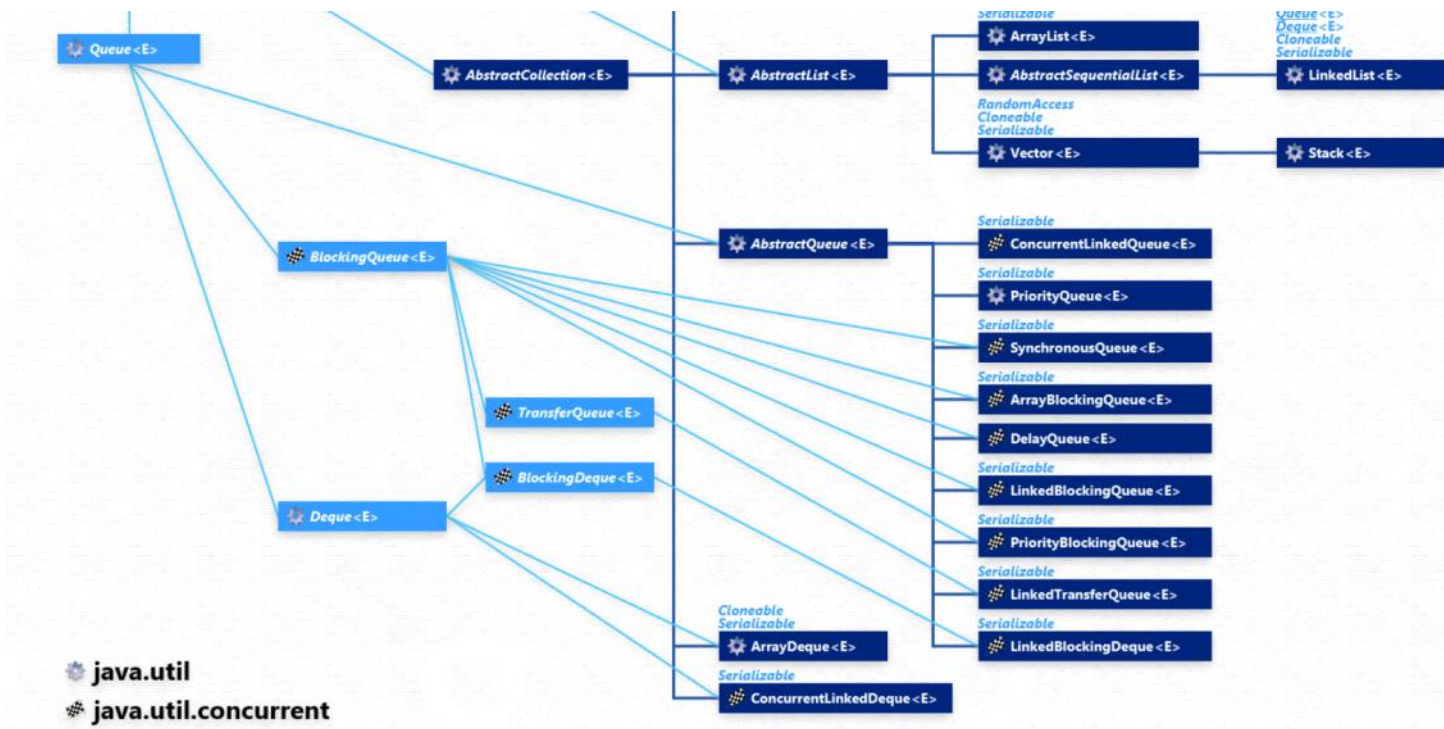 Queue<E>
AbstractCollection<E>
AbstractList<E>
Serializable
ArrayList<E>
AbstractSequentialList<E>
Queue<E>
Deque<E>
Cloneable
Serializable
LinkedList<E>
RandomAccess
Cloneable
Serializable
Vector<E>
Stack<E>
BlockingQueue<E>
AbstractQueue<E>
Serializable
ConcurrentLinkedQueue<E>
Serializable
PriorityQueue<E>
Serializable
SynchronousQueue<E>
Serializable
ArrayBlockingQueue<E>
TransferQueue<E>
DelayQueue<E>
BlockingDeque<E>
Serializable
LinkedBlockingQueue<E>
Deque<E>
Serializable
PriorityBlockingQueue<E>
Serializable
LinkedTransferQueue<E>
Serializable
LinkedBlockingDeque<E>
Cloneable
Serializable
ArrayDeque<E>
Serializable
ConcurrentLinkedDeque<E>
java.util
java.util.concurrent